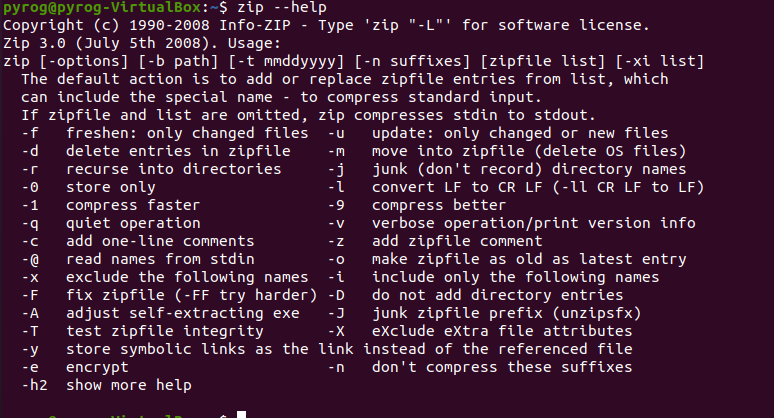 pyrog@pyrog-VirtualBox:~$ zip --help
Copyright (c) 1990-2008 Info-ZIP - Type 'zip "-L"' for software license.
Zip 3.0 (July 5th 2008). Usage:
zip [-options] [-b path] [-t mmddyyyy] [-n suffixes] [zipfile list] [-xi list]
  The default action is to add or replace zipfile entries from list, which
  can include the special name - to compress standard input.
  If zipfile and list are omitted, zip compresses stdin to stdout.
  -f   freshen: only changed files  -u   update: only changed or new files
  -d   delete entries in zipfile    -m   move into zipfile (delete OS files)
  -r   recurse into directories     -j   junk (don't record) directory names
  -0   store only                   -l   convert LF to CR LF (-ll CR LF to LF)
  -1   compress faster              -9   compress better
  -q   quiet operation              -v   verbose operation/print version info
  -c   add one-line comments        -z   add zipfile comment
  -@   read names from stdin        -o   make zipfile as old as latest entry
  -x   exclude the following names  -i   include only the following names
  -F   fix zipfile (-FF try harder) -D   do not add directory entries
  -A   adjust self-extracting exe   -J   junk zipfile prefix (unzipsfx)
  -T   test zipfile integrity       -X   eXclude eXtra file attributes
  -y   store symbolic links as the link instead of the referenced file
  -e   encrypt                      -n   don't compress these suffixes
  -h2  show more help